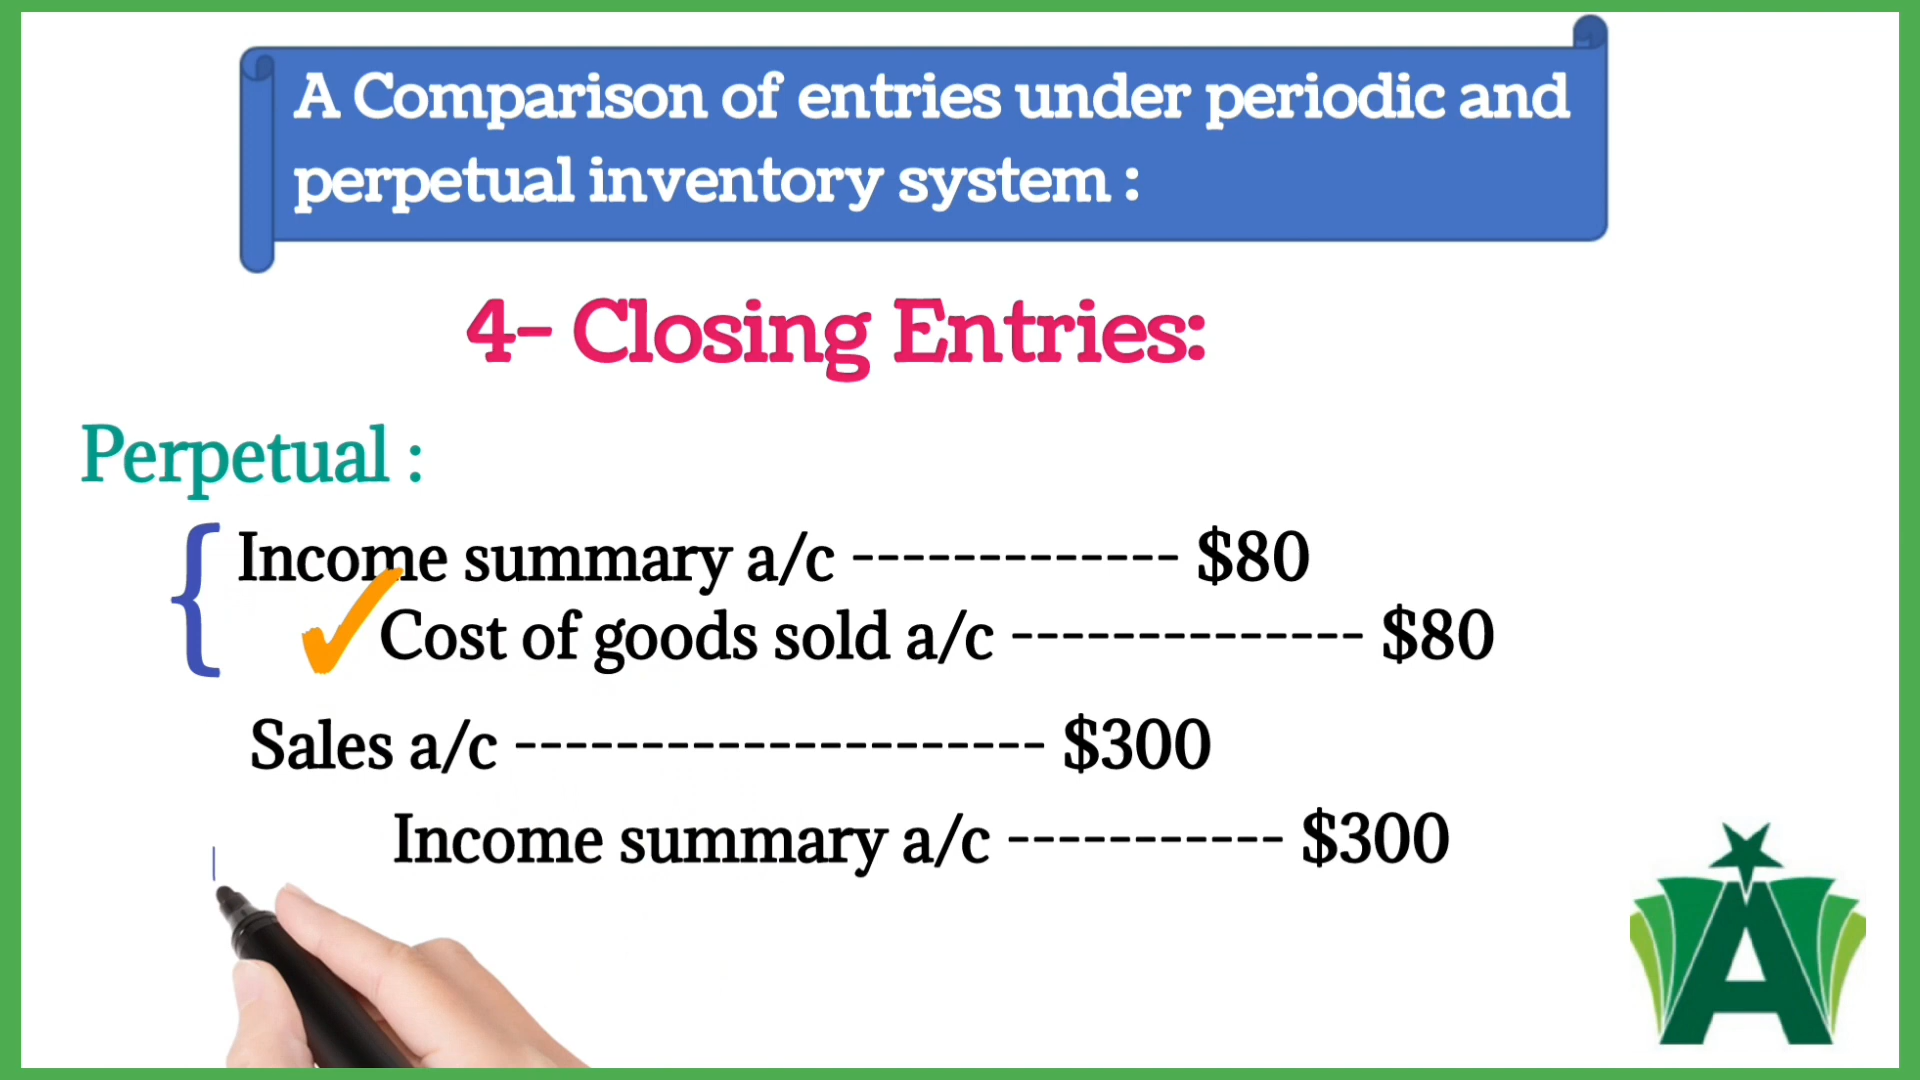 A Comparison of entries under periodic and
perpetual inventory system :
4- Closing Entries:
Perpetual :
Income summary a/c ------------- $80
Cost of goods sold a/c -------------- $80
Sales a/c --------------------- $300
Income summary a/c ----------- $300
A